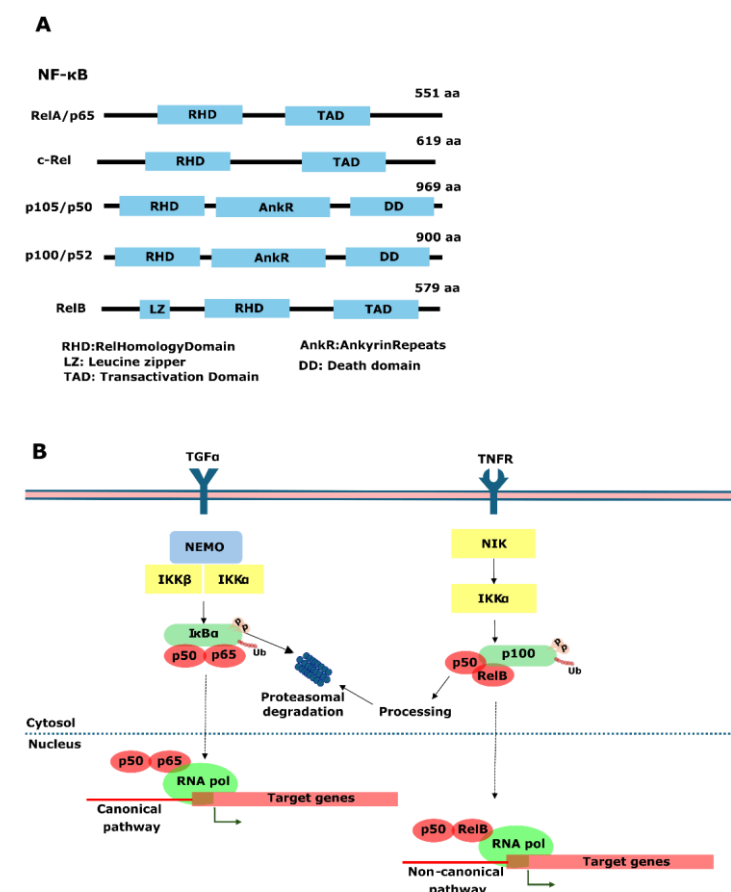 A
NF-κB
551 aa
RelA/p65
RHD
TAD
619 aa
c-Rel
RHD
TAD
969 aa
p105/p50
RHD
AnkR
DD
900 aa
p100/p52
RHD
AnkR
DD
579 aa
RelB
LZ
RHD
TAD
RHD:RelHomologyDomain
LZ: Leucine zipper
TAD: Transactivation Domain
AnkR:AnkyrinRepeats
DD: Death domain
B
TGFα
TNFR
NEMO
IKKβ
IKKα
NIK
IKKα
IκBα
P
P
Ub
p50
p65
p100
P
P
Ub
p50
RelB
Proteasomal
degradation
Processing
Cytosol
Nucleus
p50
p65
RNA pol
Target genes
Canonical
pathway
p50
RelB
RNA pol
Target genes
Non-canonical
pathway